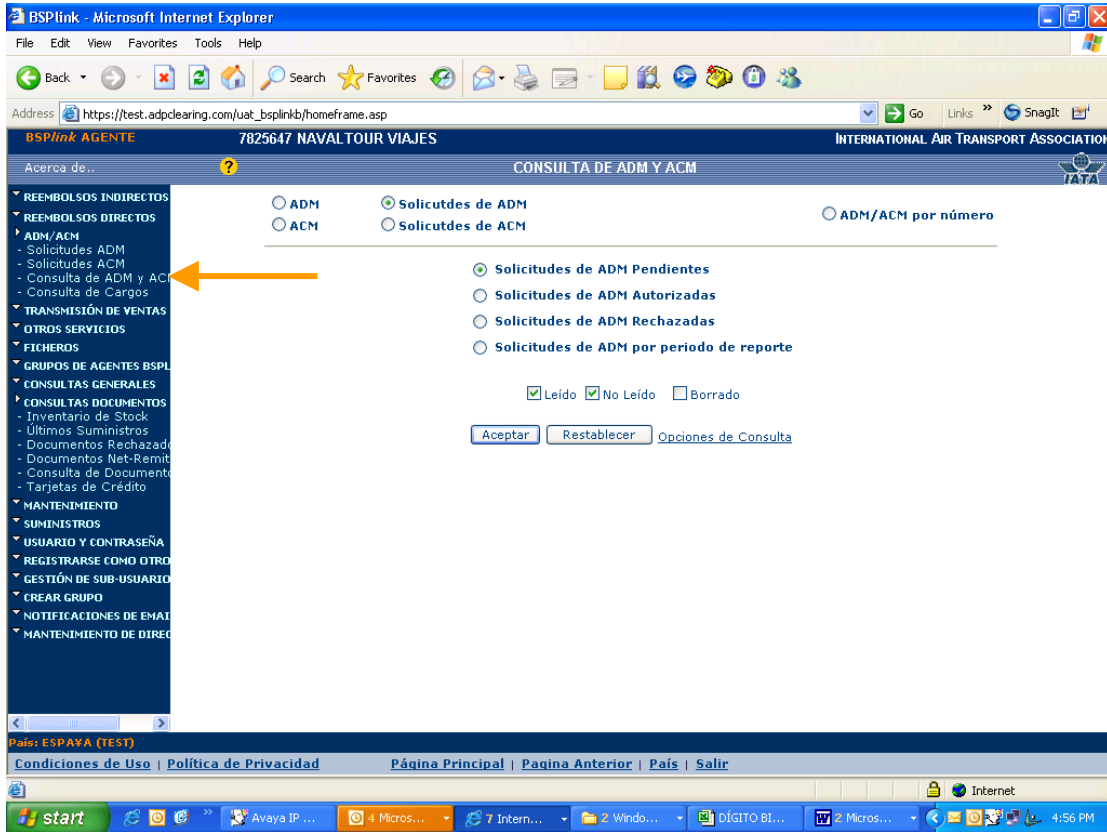 BSPlink - Microsoft Internet Explorer
File Edit View Favorites Tools Help
Back Search Favorites
Address https://test.adpclearing.com/uat_bsplinkb/homeframe.asp Go Links » SnagIt
BSPlink AGENTE 7825647 NAVALTOUR VIAJES INTERNATIONAL AIR TRANSPORT ASSOCIATION
Acerca de.. ? CONSULTA DE ADM Y ACM IATA
REEMBOLSOS INDIRECTOS
REEMBOLSOS DIRECTOS
ADM/ACM
- Solicitudes ADM
- Solicitudes ACM
- Consulta de ADM y ACM
- Consulta de Cargos
TRANSMISIÓN DE VENTAS
OTROS SERVICIOS
FICHEROS
GRUPOS DE AGENTES BSPL
CONSULTAS GENERALES
CONSULTAS DOCUMENTOS
- Inventario de Stock
- Últimos Suministros
- Documentos Rechazado
- Documentos Net-Remit
- Consulta de Documento
- Tarjetas de Crédito
MANTENIMIENTO
SUMINISTROS
USUARIO Y CONTRASEÑA
REGISTRARSE COMO OTRO
GESTIÓN DE SUB-USUARIO
CREAR GRUPO
NOTIFICACIONES DE EMAI
MANTENIMIENTO DE DIREC
ADM Solicutdes de ADM
ACM Solicutdes de ACM
ADM/ACM por número
Solicitudes de ADM Pendientes
Solicitudes de ADM Autorizadas
Solicitudes de ADM Rechazadas
Solicitudes de ADM por periodo de reporte
Leído No Leído Borrado
Aceptar Restablecer Opciones de Consulta
País: ESPA¥A (TEST)
Condiciones de Uso | Política de Privacidad Página Principal | Pagina Anterior | País | Salir
Internet
start » Avaya IP ... 4 Micros... 7 Intern... 2 Windo... DÍGITO BI... 2 Micros... 4:56 PM